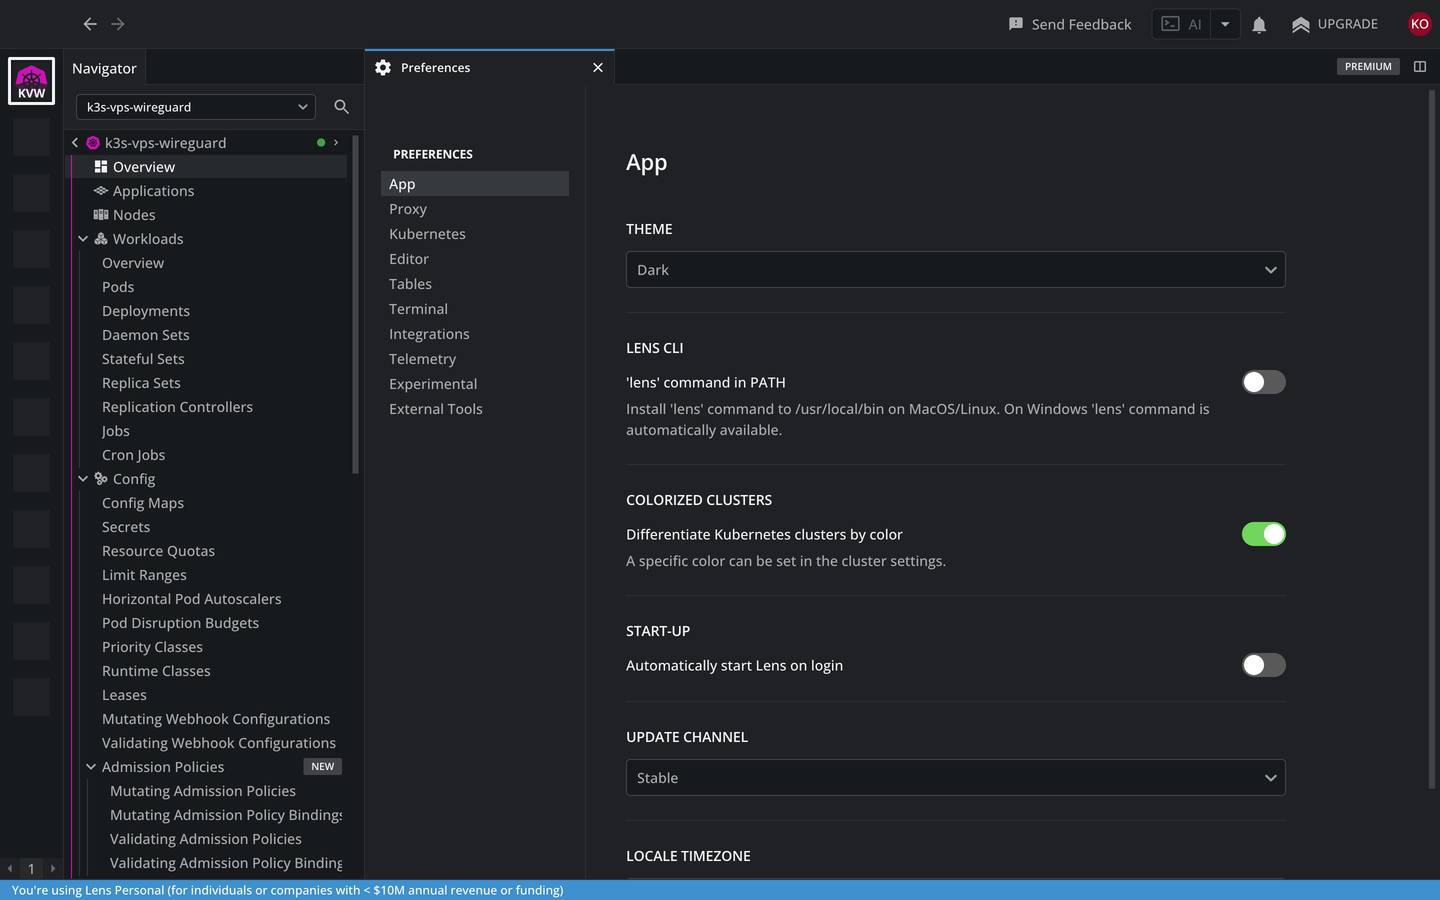 Send Feedback
AI
UPGRADE
KO
KVW
Navigator
Preferences
PREMIUM
k3s-vps-wireguard
k3s-vps-wireguard
Overview
Applications
Nodes
Workloads
Overview
Pods
Deployments
Daemon Sets
Stateful Sets
Replica Sets
Replication Controllers
Jobs
Cron Jobs
Config
Config Maps
Secrets
Resource Quotas
Limit Ranges
Horizontal Pod Autoscalers
Pod Disruption Budgets
Priority Classes
Runtime Classes
Leases
Mutating Webhook Configurations
Validating Webhook Configurations
Admission Policies NEW
Mutating Admission Policies
Mutating Admission Policy Bindings
Validating Admission Policies
Validating Admission Policy Binding
1
PREFERENCES
App
Proxy
Kubernetes
Editor
Tables
Terminal
Integrations
Telemetry
Experimental
External Tools
App
THEME
Dark
LENS CLI
'lens' command in PATH
Install 'lens' command to /usr/local/bin on MacOS/Linux. On Windows 'lens' command is
automatically available.
COLORIZED CLUSTERS
Differentiate Kubernetes clusters by color
A specific color can be set in the cluster settings.
START-UP
Automatically start Lens on login
UPDATE CHANNEL
Stable
LOCALE TIMEZONE
You're using Lens Personal (for individuals or companies with < $10M annual revenue or funding)